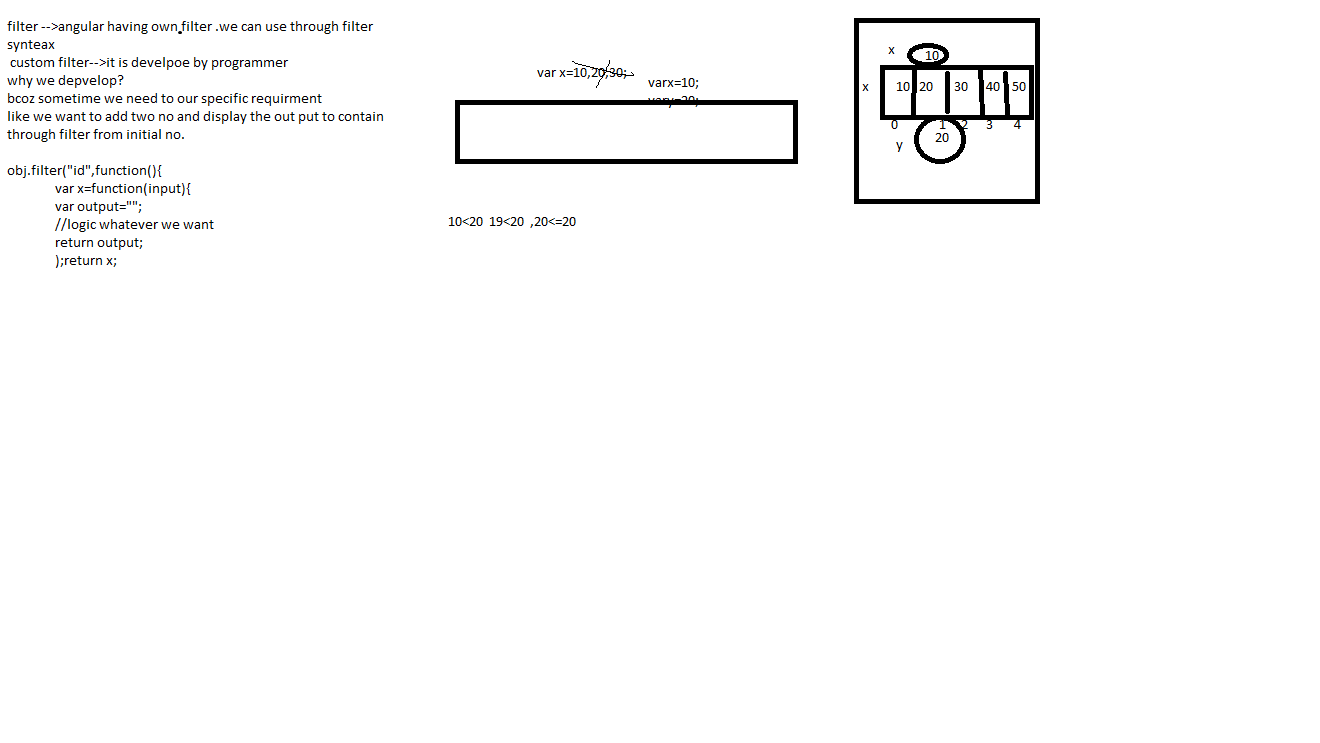 filter -->angular having own filter .we can use through filter
synteax
custom filter-->it is develpoe by programmer
why we depvelop?
bcoz sometime we need to our specific requirment
like we want to add two no and display the out put to contain
through filter from initial no.
obj.filter("id",function(){
var x=function(input){
var output="";
//logic whatever we want
return output;
);return x;
var x=10,20,30;
varx=10;
vary=20;
10<20 19<20 ,20<=20
x 10
x 10 20 30 40 50
0 1 2 3 4
y 20